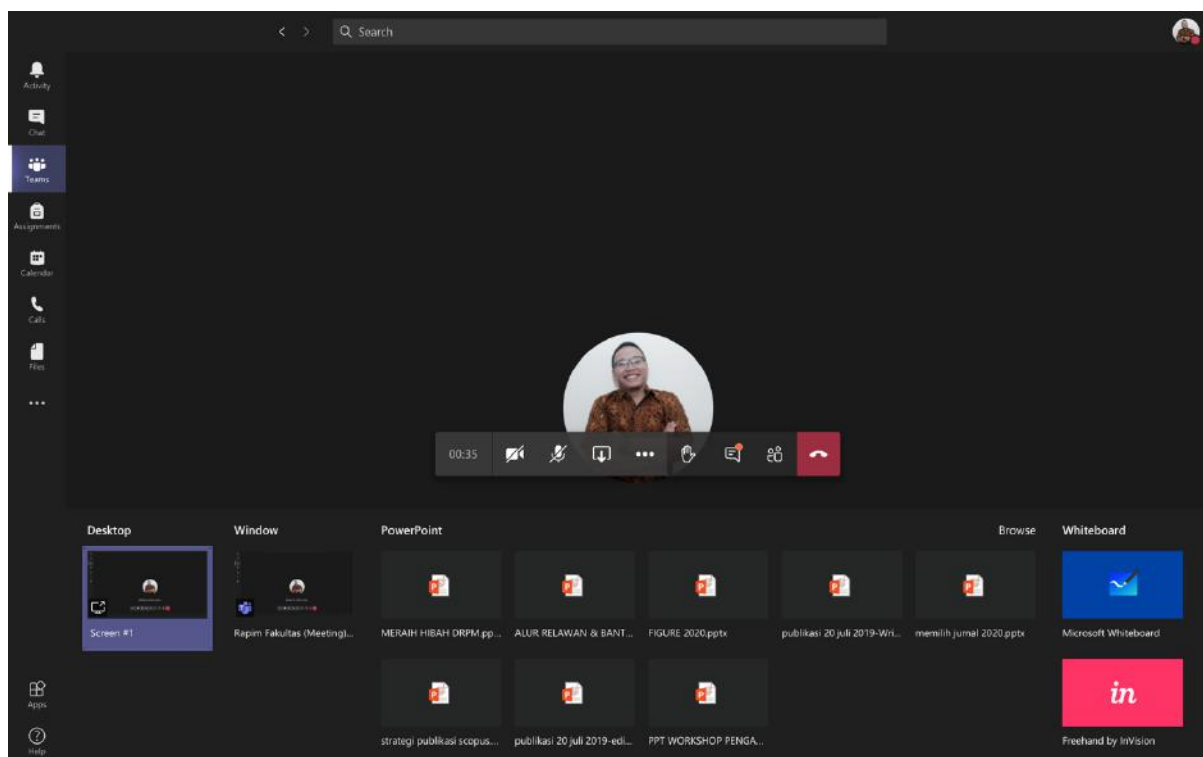 Search
Activity
Chat
Teams
Assignments
Calendar
Calls
Files
Apps
Help
00:35
Desktop
Window
PowerPoint
Browse
Whiteboard
Screen #1
Rapim Fakultas (Meeting)...
MERAIH HIBAH DRPM.pp...
ALUR RELAWAN & BANT...
FIGURE 2020.pptx
publikasi 20 juli 2019-Wri...
memilih jurnal 2020.pptx
Microsoft Whiteboard
in
strategi publikasi scopus....
publikasi 20 juli 2019-edi...
PPT WORKSHOP PENGA...
Freehand by InVision